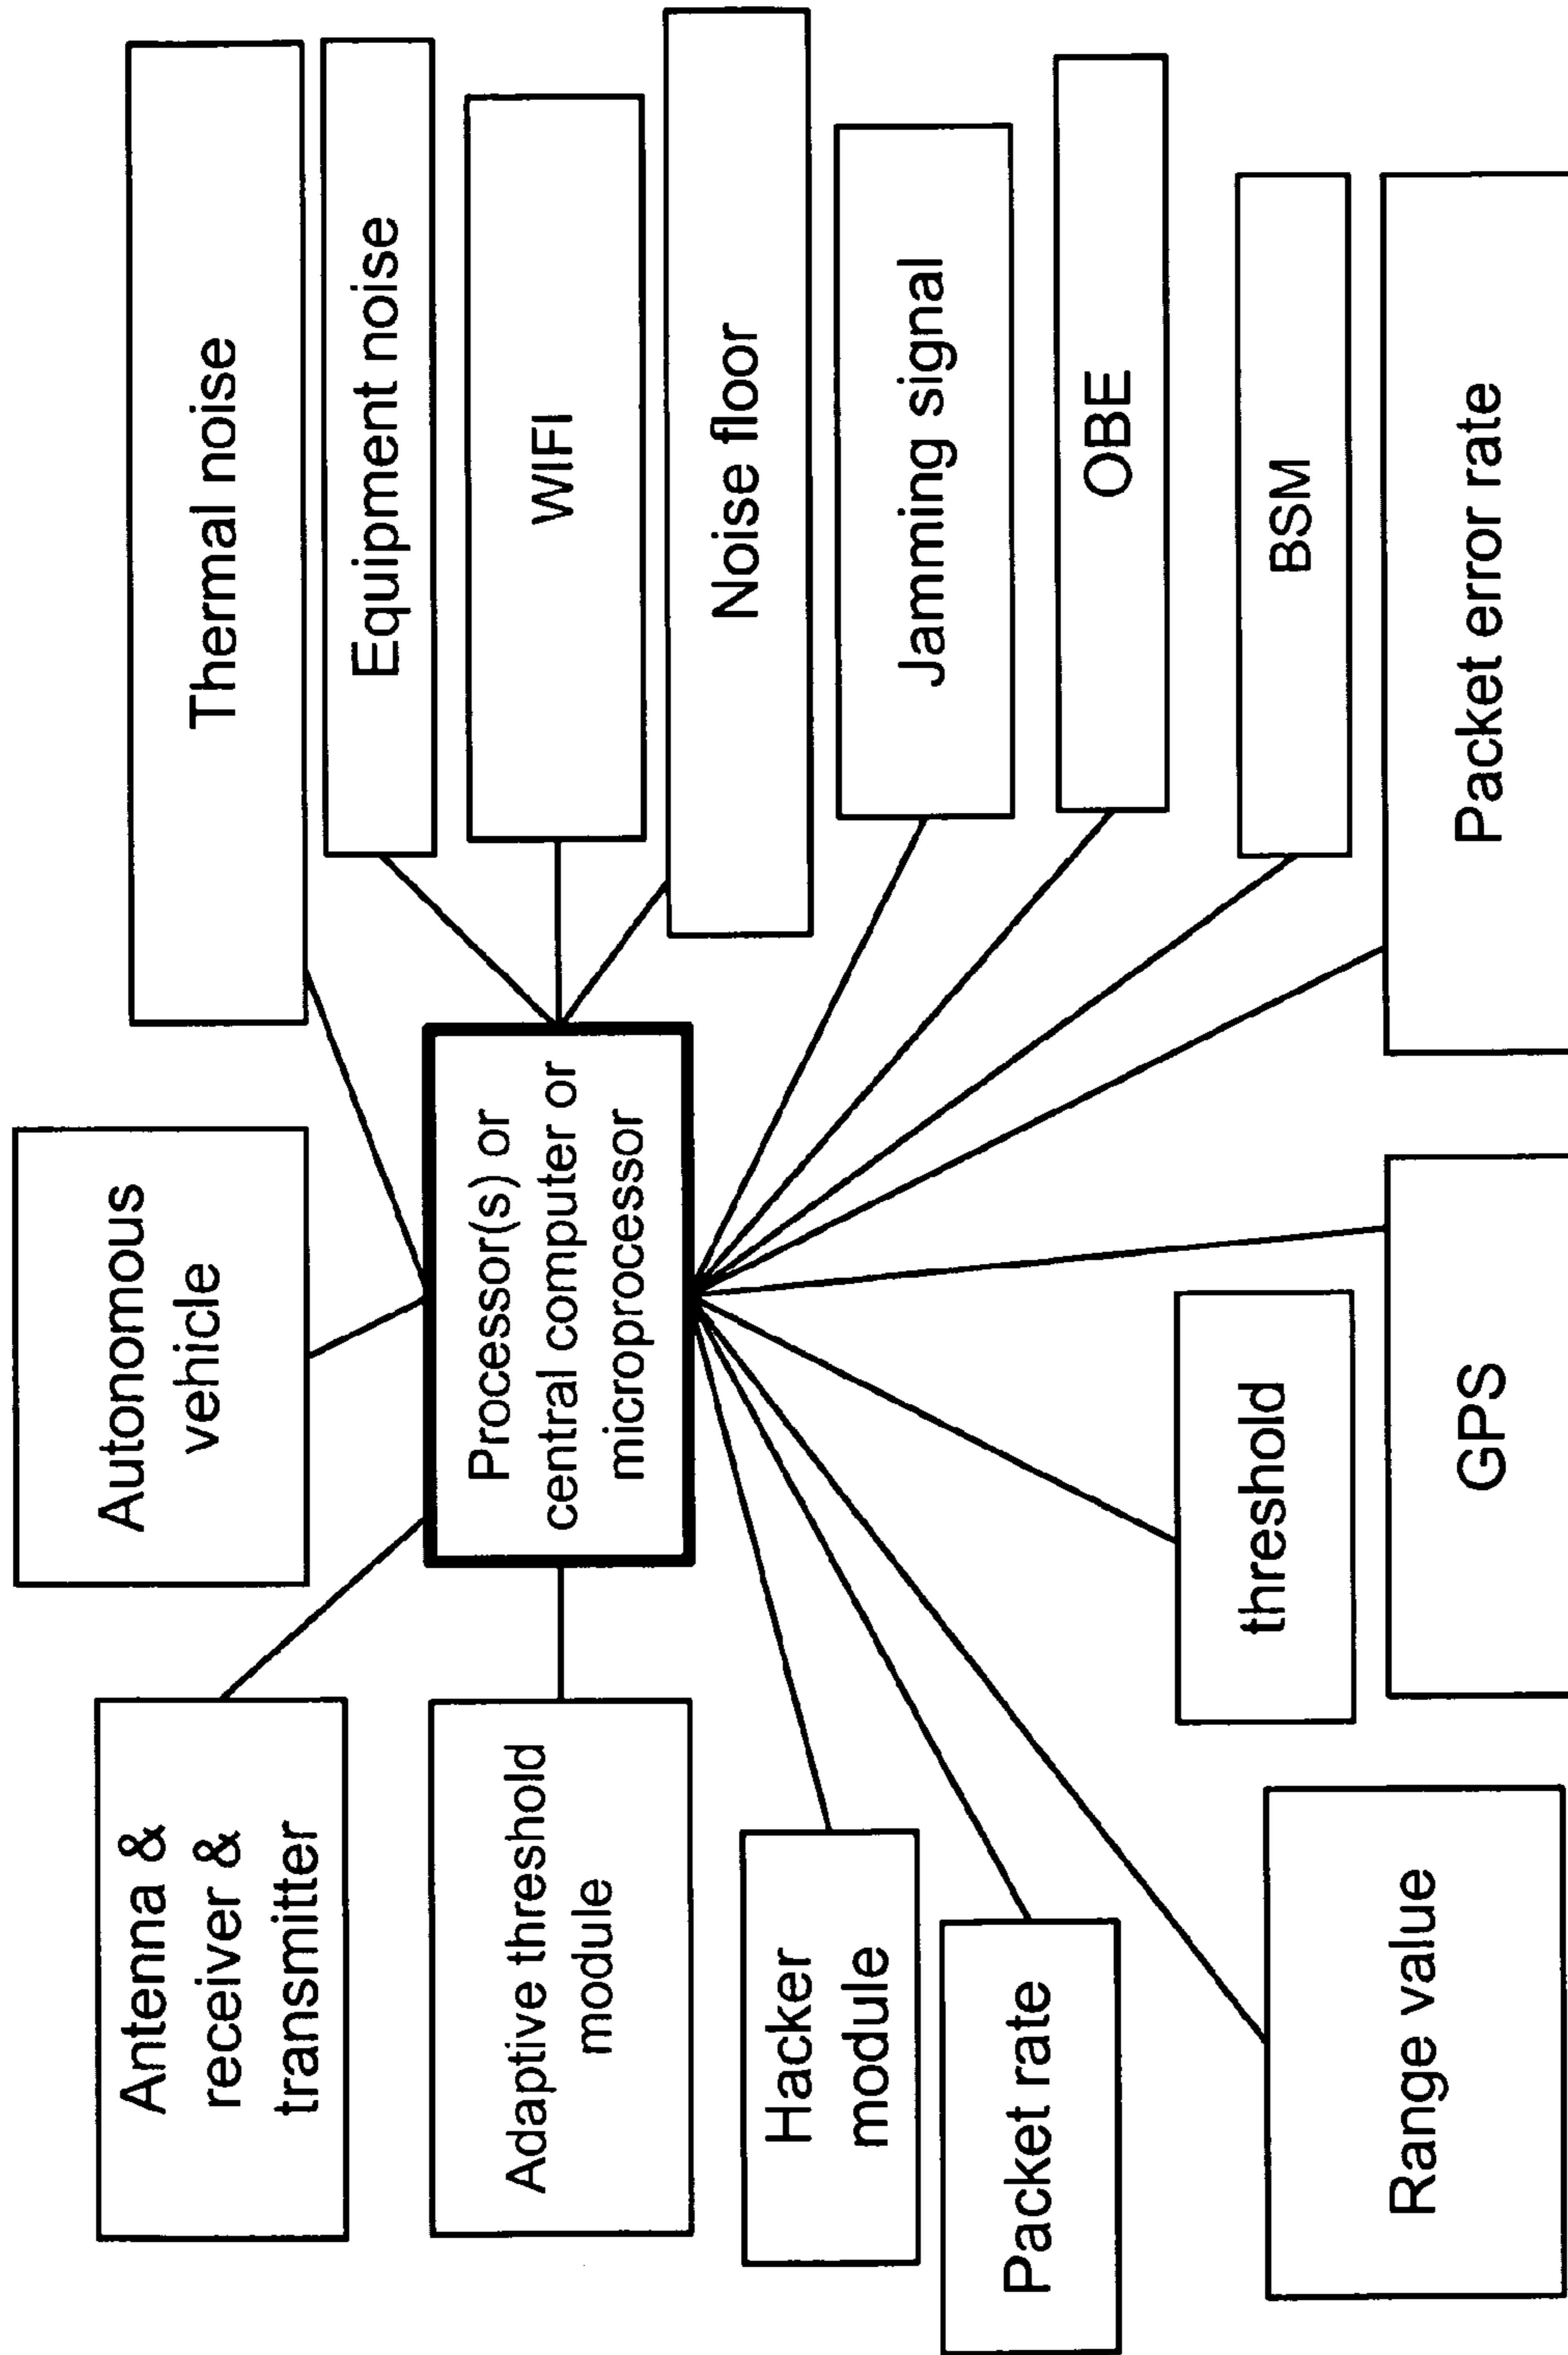 Antenna &
receiver &
transmitter
Autonomous
vehicle
Thermal noise
Equipment noise
Adaptive threshold
module
Processor(s) or
central computer or
microprocessor
WIFI
Noise floor
Hacker
module
Jamming signal
Packet rate
OBE
threshold
BSM
Range value
GPS
Packet error rate